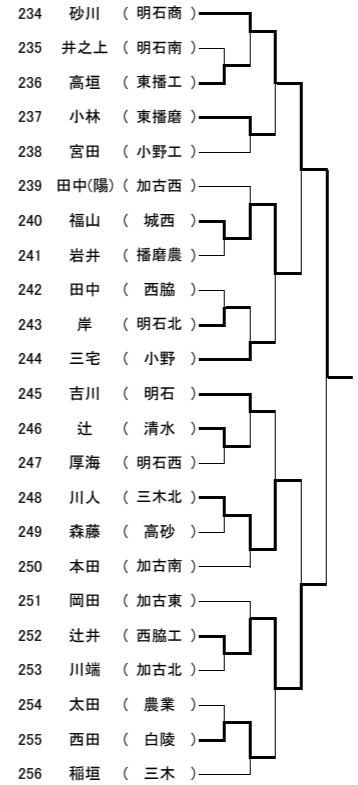 234 砂川 ( 明石商 )
235 井之上 ( 明石南 )
236 高垣 ( 東播工 )
237 小林 ( 東播磨 )
238 宮田 ( 小野工 )
239 田中(陽) ( 加古西 )
240 福山 ( 城西 )
241 岩井 ( 播磨農 )
242 田中 ( 西脇 )
243 岸 ( 明石北 )
244 三宅 ( 小野 )
245 吉川 ( 明石 )
246 辻 ( 清水 )
247 厚海 ( 明石西 )
248 川人 ( 三木北 )
249 森藤 ( 高砂 )
250 本田 ( 加古南 )
251 岡田 ( 加古東 )
252 辻井 ( 西脇工 )
253 川端 ( 加古北 )
254 太田 ( 農業 )
255 西田 ( 白陵 )
256 稲垣 ( 三木 )